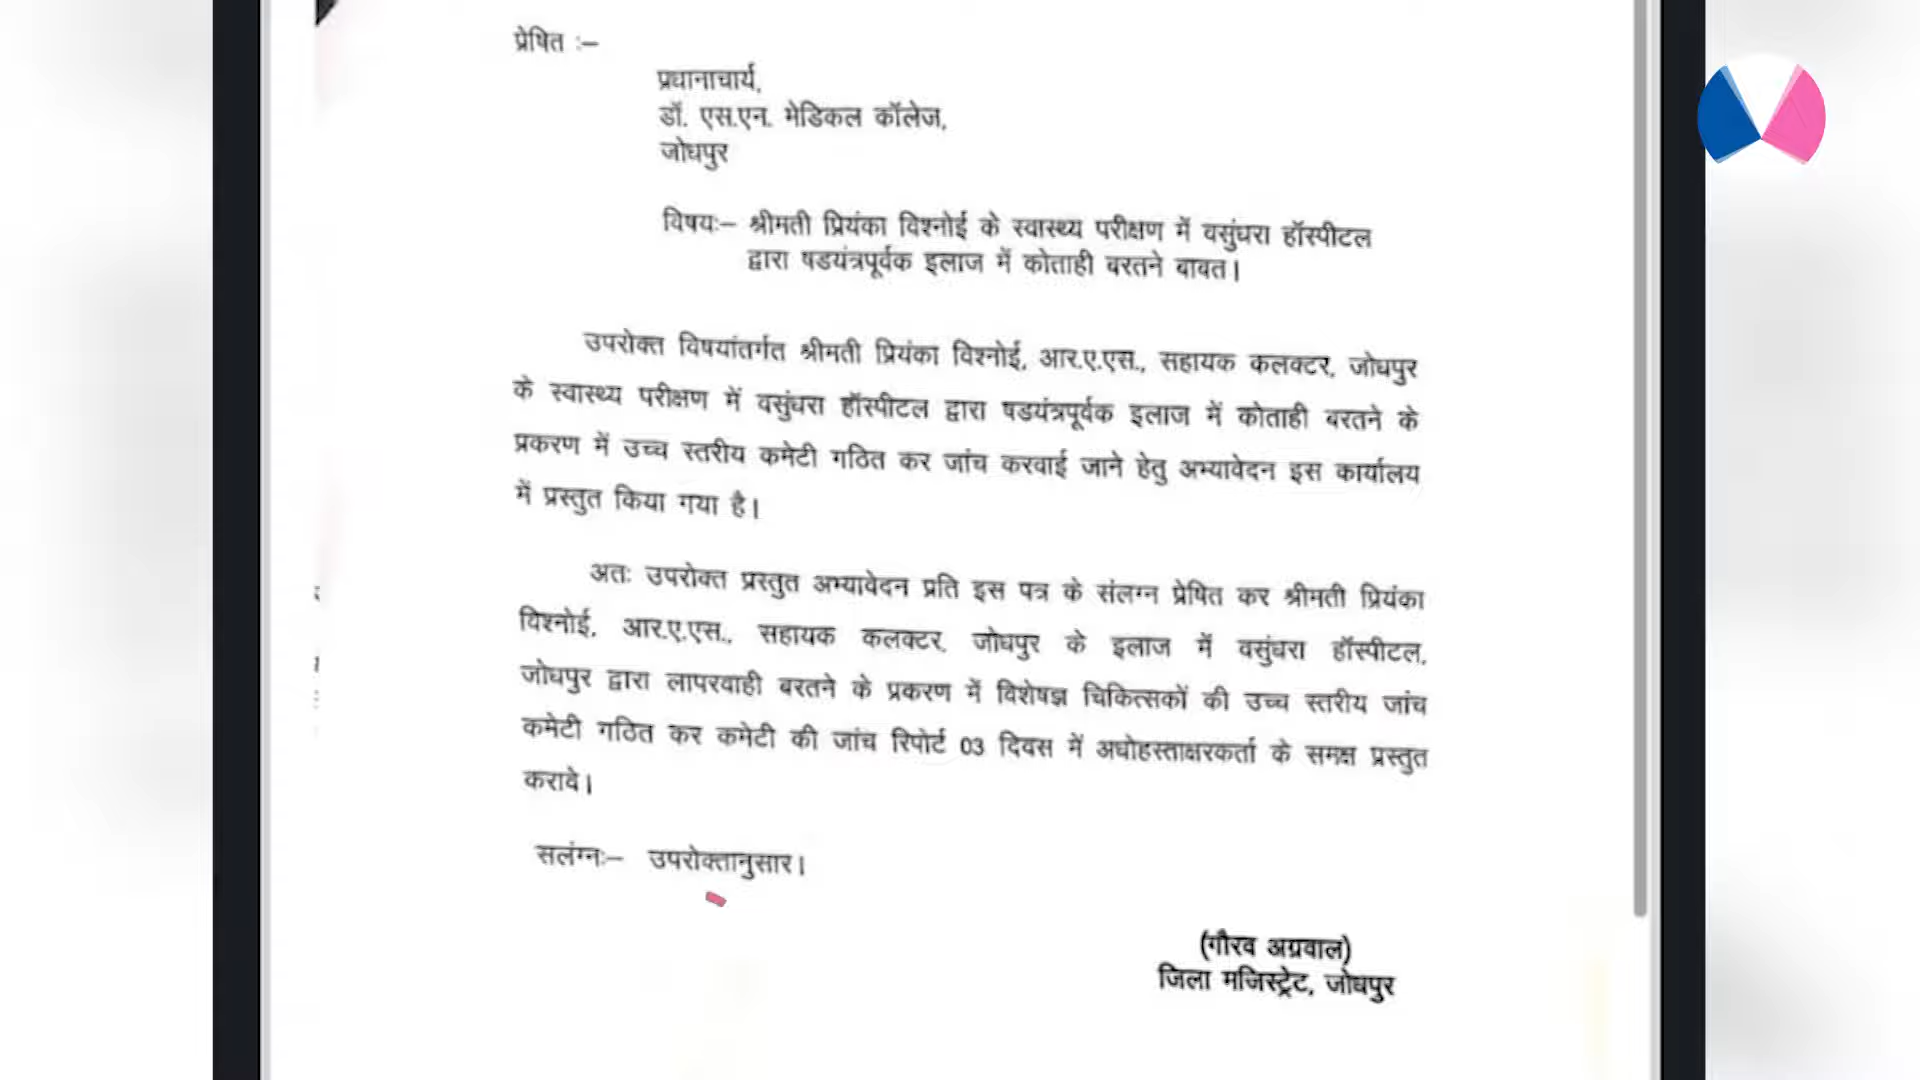 प्रेषित :–
प्रधानाचार्य,
डॉ. एस.एन. मेडिकल कॉलेज,
जोधपुर
विषयः– श्रीमती प्रियंका विश्नोई के स्वास्थ्य परीक्षण में वसुंधरा हॉस्पीटल
द्वारा षडयंत्रपूर्वक इलाज में कोताही बरतने बाबत।
उपरोक्त विषयांतर्गत श्रीमती प्रियंका विश्नोई, आर.ए.एस., सहायक कलक्टर, जोधपुर
के स्वास्थ्य परीक्षण में वसुंधरा हॉस्पीटल द्वारा षडयंत्रपूर्वक इलाज में कोताही बरतने के
प्रकरण में उच्च स्तरीय कमेटी गठित कर जांच करवाई जाने हेतु अभ्यावेदन इस कार्यालय
में प्रस्तुत किया गया है।
अतः उपरोक्त प्रस्तुत अभ्यावेदन प्रति इस पत्र के संलग्न प्रेषित कर श्रीमती प्रियंका
विश्नोई, आर.ए.एस., सहायक कलक्टर, जोधपुर के इलाज में वसुंधरा हॉस्पीटल,
जोधपुर द्वारा लापरवाही बरतने के प्रकरण में विशेषज्ञ चिकित्सकों की उच्च स्तरीय जांच
कमेटी गठित कर कमेटी की जांच रिपोर्ट 03 दिवस में अधोहस्ताक्षरकर्ता के समक्ष प्रस्तुत
करावे।
सलंग्नः– उपरोक्तानुसार।
(गौरव अग्रवाल)
जिला मजिस्ट्रेट, जोधपुर